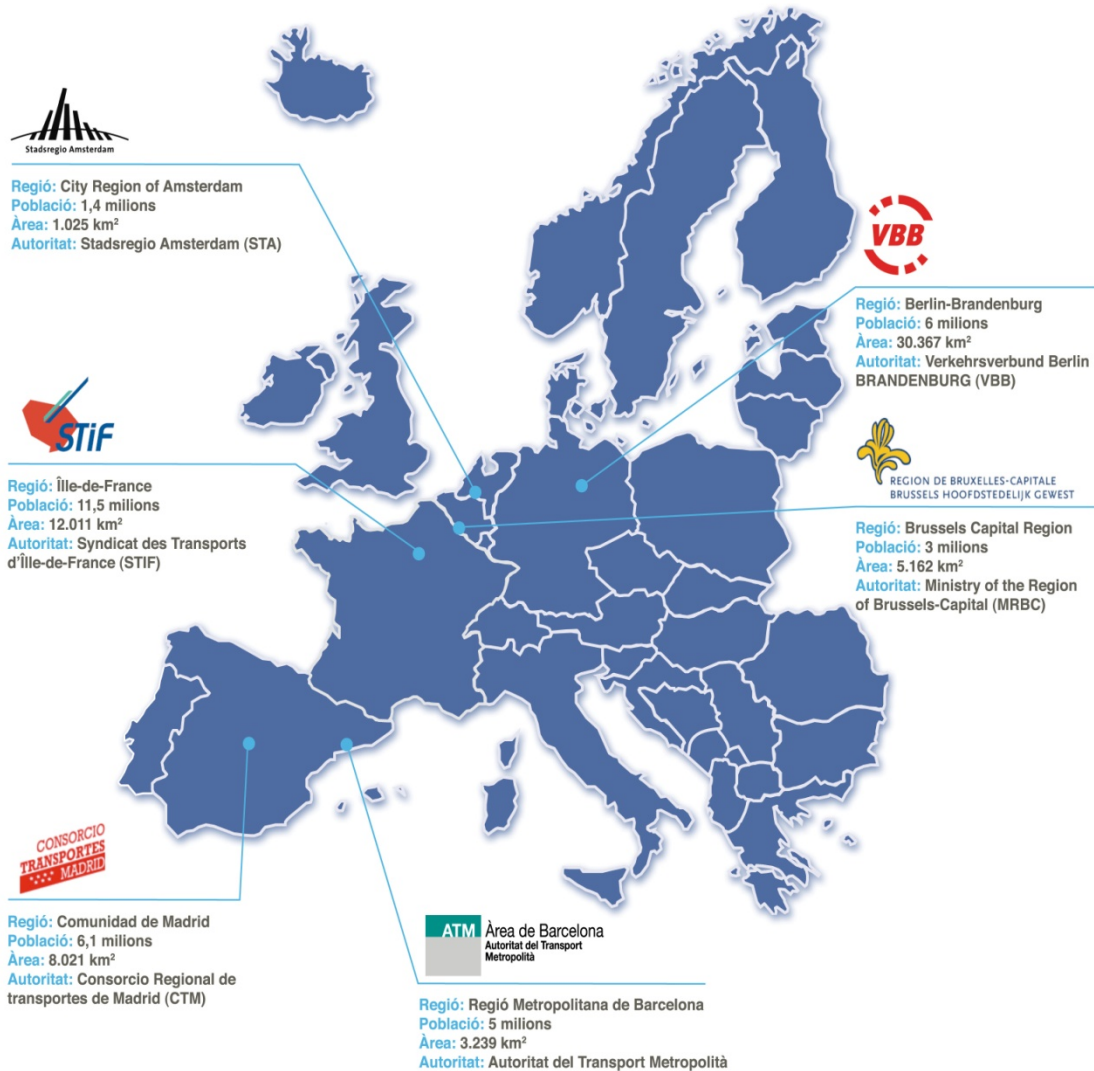 Stadsregio Amsterdam
Regió: City Region of Amsterdam
Població: 1,4 milions
Àrea: 1.025 km²
Autoritat: Stadsregio Amsterdam (STA)
VBB
Regió: Berlin-Brandenburg
Població: 6 milions
Àrea: 30.367 km²
Autoritat: Verkehrsverbund Berlin
BRANDENBURG (VBB)
STiF
Regió: Îlle-de-France
Població: 11,5 milions
Àrea: 12.011 km²
Autoritat: Syndicat des Transports
d’Îlle-de-France (STIF)
REGION DE BRUXELLES-CAPITALE
BRUSSELS HOOFDSTEDELIJK GEWEST
Regió: Brussels Capital Region
Població: 3 milions
Àrea: 5.162 km²
Autoritat: Ministry of the Region
of Brussels-Capital (MRBC)
CONSORCIO
TRANSPORTES
MADRID
Regió: Comunidad de Madrid
Població: 6,1 milions
Àrea: 8.021 km²
Autoritat: Consorcio Regional de
transportes de Madrid (CTM)
ATM Àrea de Barcelona
Autoritat del Transport
Metropolità
Regió: Regió Metropolitana de Barcelona
Població: 5 milions
Àrea: 3.239 km²
Autoritat: Autoritat del Transport Metropolità